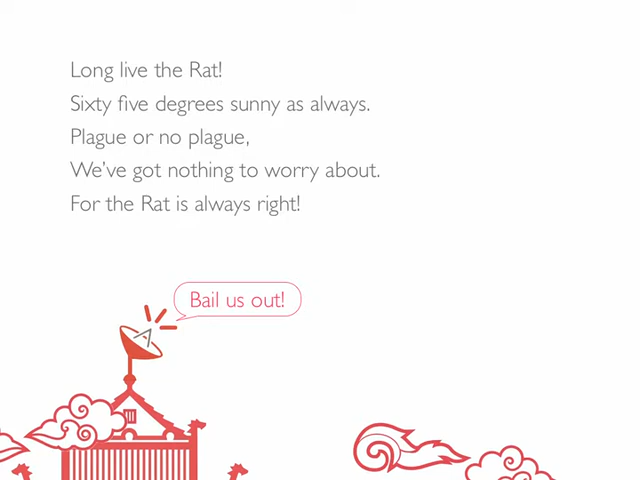 Long live the Rat!
Sixty five degrees sunny as always.
Plague or no plague,
We've got nothing to worry about.
For the Rat is always right!
Bail us out!